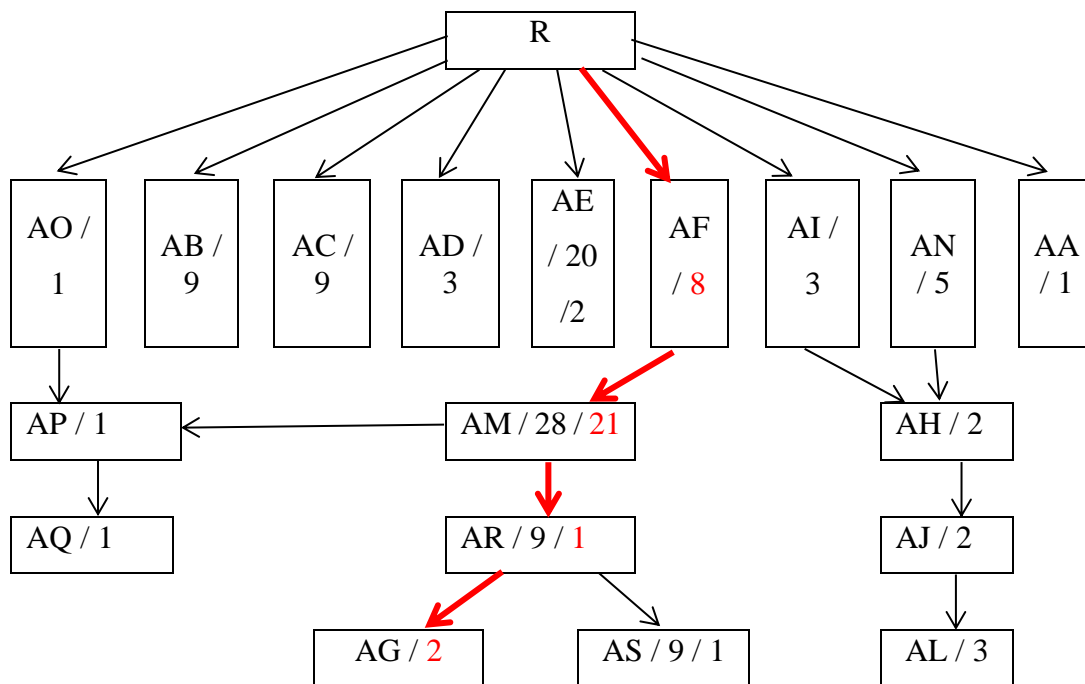 R
AO /
1
AB /
9
AC /
9
AD /
3
AE
/ 20
/2
AF
/ 8
AI /
3
AN
/ 5
AA
/ 1
AP / 1
AM / 28 / 21
AH / 2
AQ / 1
AR / 9 / 1
AJ / 2
AG / 2
AS / 9 / 1
AL / 3